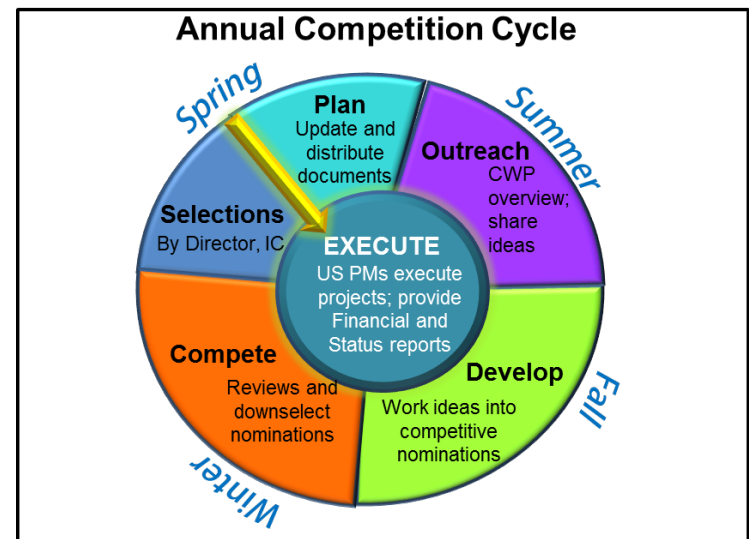 Annual Competition Cycle
Spring
Plan
Update and
distribute
documents
Summer
Outreach
CWP
overview;
share
ideas
Selections
By Director, IC
EXECUTE
US PMs execute
projects; provide
Financial and
Status reports
Compete
Reviews and
downselect
nominations
Develop
Work ideas into
competitive
nominations
Fall
Winter